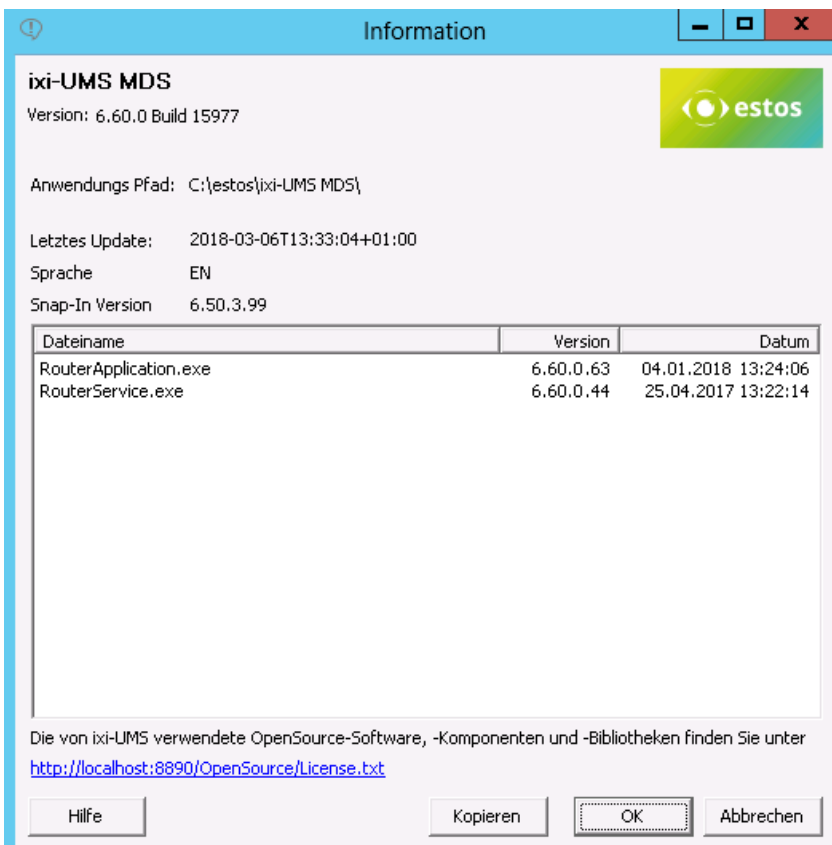 Information
ixi-UMS MDS
estos
Version: 6.60.0 Build 15977
Anwendungs Pfad: C:\estos\ixi-UMS MDS\
Letztes Update: 2018-03-06T13:33:04+01:00
Sprache EN
Snap-In Version 6.50.3.99
Dateiname Version Datum
RouterApplication.exe 6.60.0.63 04.01.2018 13:24:06
RouterService.exe 6.60.0.44 25.04.2017 13:22:14
Die von ixi-UMS verwendete OpenSource-Software, -Komponenten und -Bibliotheken finden Sie unter
http://localhost:8890/OpenSource/License.txt
Hilfe Kopieren OK Abbrechen